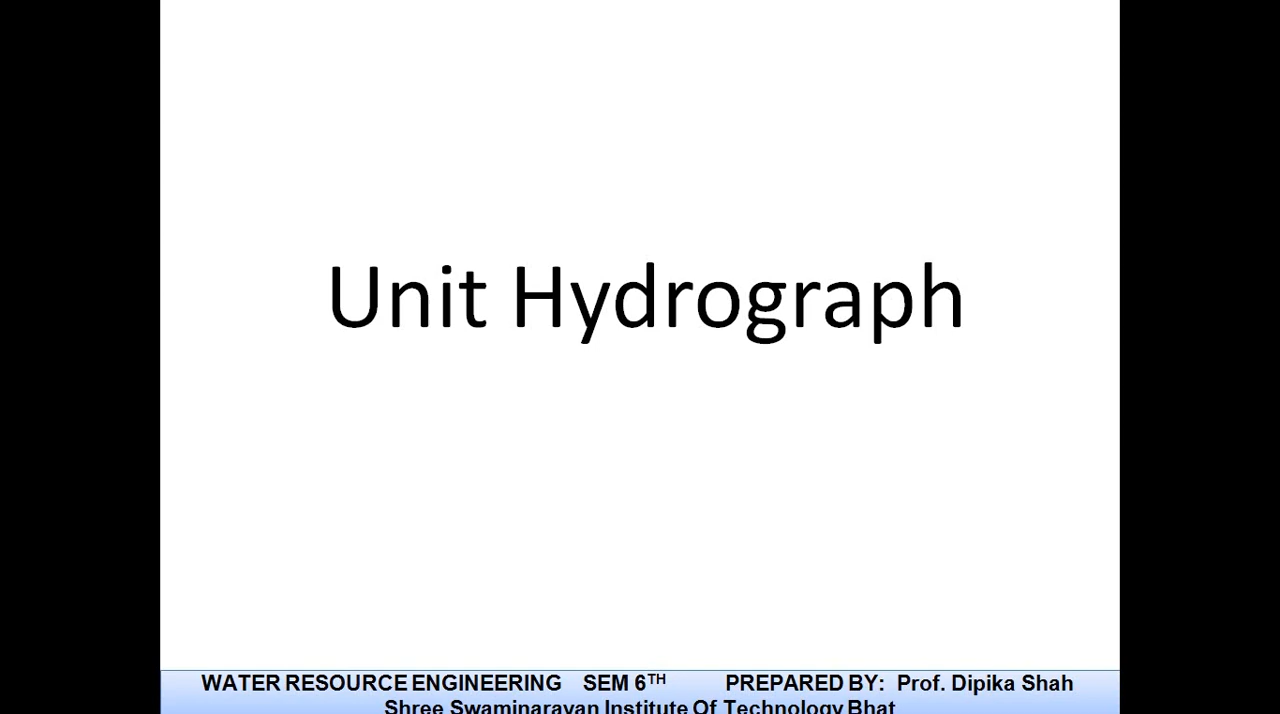 Unit Hydrograph
WATER RESOURCE ENGINEERING SEM 6TH PREPARED BY: Prof. Dipika Shah
Shree Swaminarayan Institute Of Technology Bhat